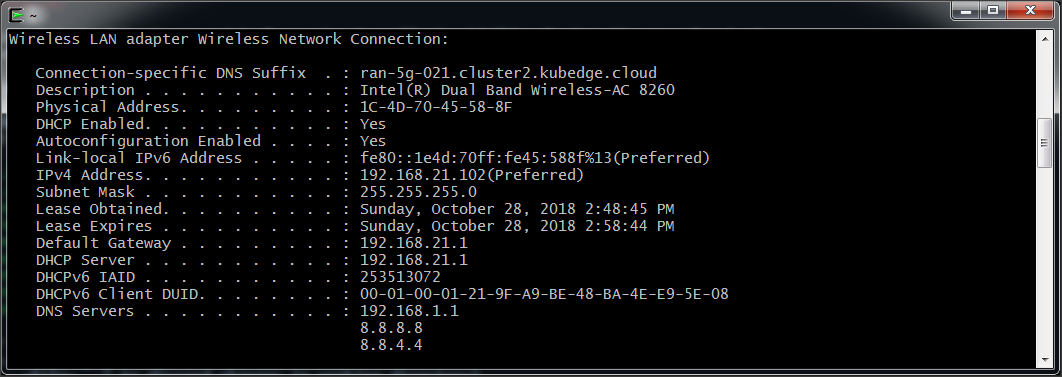 ~
Wireless LAN adapter Wireless Network Connection:
Connection-specific DNS Suffix  . : ran-5g-021.cluster2.kubedge.cloud
Description . . . . . . . . . . . : Intel(R) Dual Band Wireless-AC 8260
Physical Address. . . . . . . . . : 1C-4D-70-45-58-8F
DHCP Enabled. . . . . . . . . . . : Yes
Autoconfiguration Enabled . . . . : Yes
Link-local IPv6 Address . . . . . : fe80::1e4d:70ff:fe45:588f%13(Preferred)
IPv4 Address. . . . . . . . . . . : 192.168.21.102(Preferred)
Subnet Mask . . . . . . . . . . . : 255.255.255.0
Lease Obtained. . . . . . . . . . : Sunday, October 28, 2018 2:48:45 PM
Lease Expires . . . . . . . . . . : Sunday, October 28, 2018 2:58:44 PM
Default Gateway . . . . . . . . . : 192.168.21.1
DHCP Server . . . . . . . . . . . : 192.168.21.1
DHCPv6 IAID . . . . . . . . . . . : 253513072
DHCPv6 Client DUID. . . . . . . . : 00-01-00-01-21-9F-A9-BE-48-BA-4E-E9-5E-08
DNS Servers . . . . . . . . . . . : 192.168.1.1
8.8.8.8
8.8.4.4